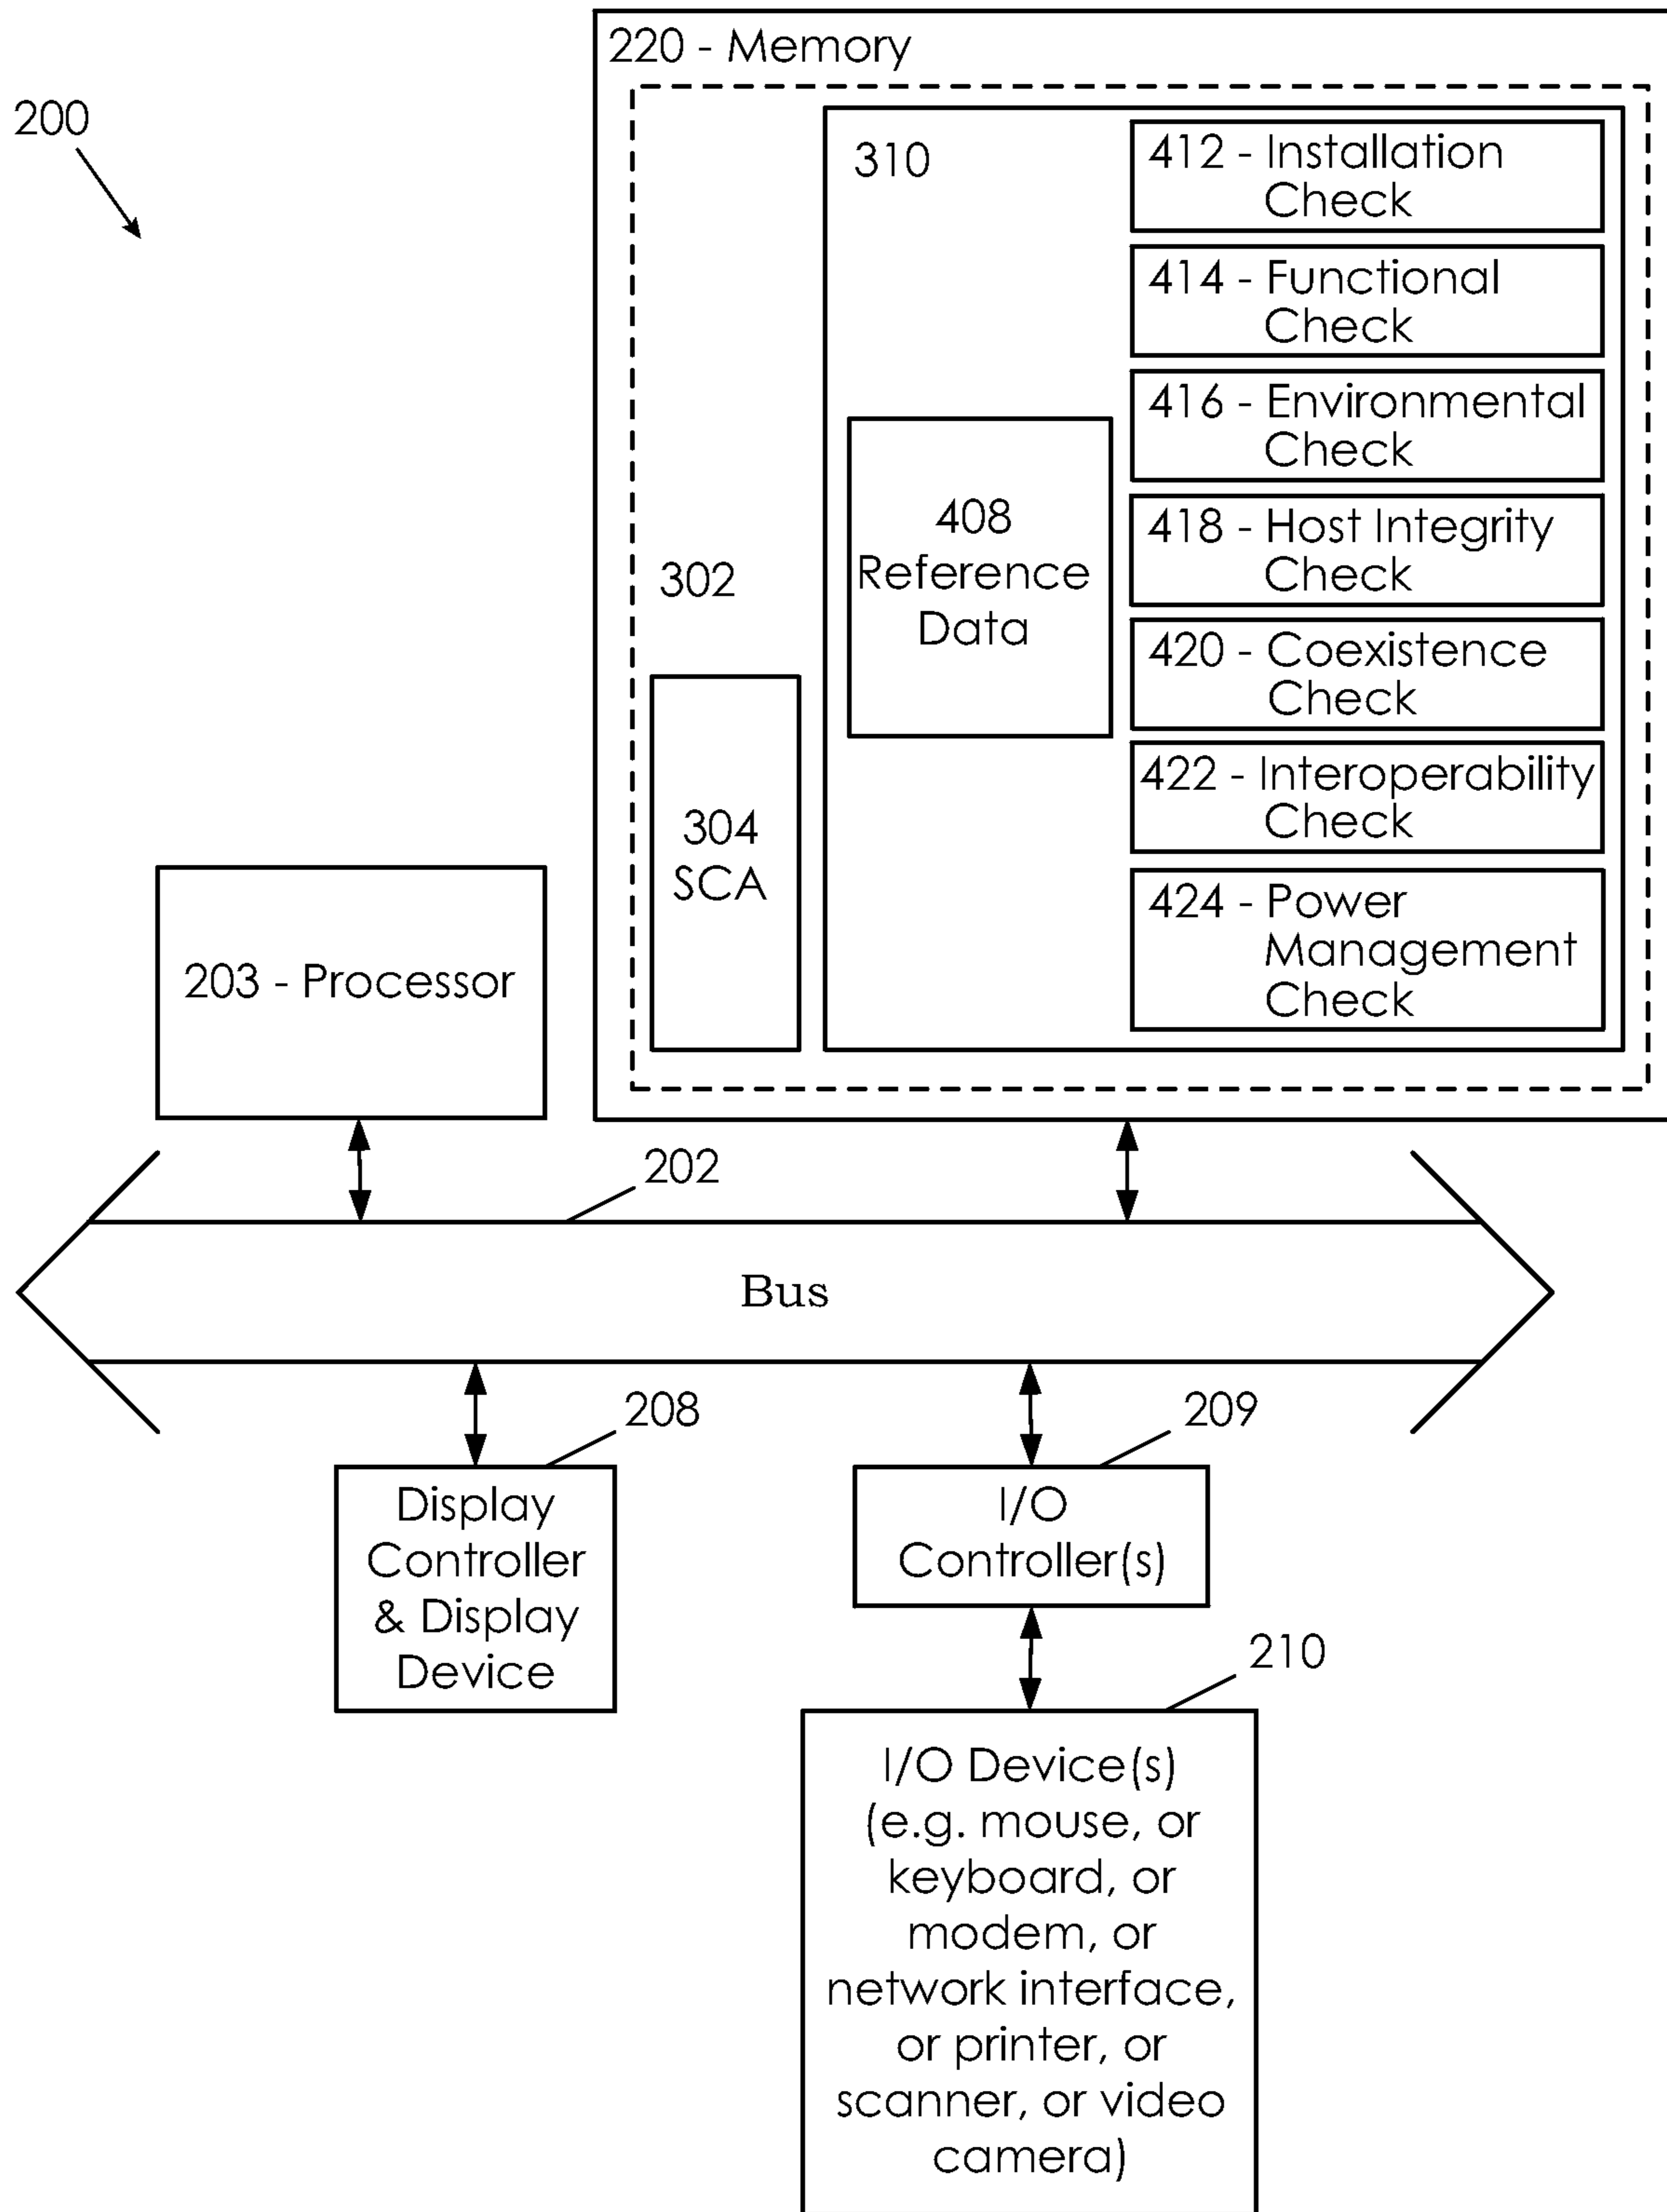 220 - Memory
200
310
412 - Installation
Check
414 - Functional
Check
416 - Environmental
Check
408
Reference
Data
418 - Host Integrity
Check
302
420 - Coexistence
Check
422 - Interoperability
Check
304
SCA
424 - Power
Management
Check
203 - Processor
202
Bus
208
209
Display
Controller
& Display
Device
I/O
Controller(s)
210
I/O Device(s)
(e.g. mouse, or
keyboard, or
modem, or
network interface,
or printer, or
scanner, or video
camera)